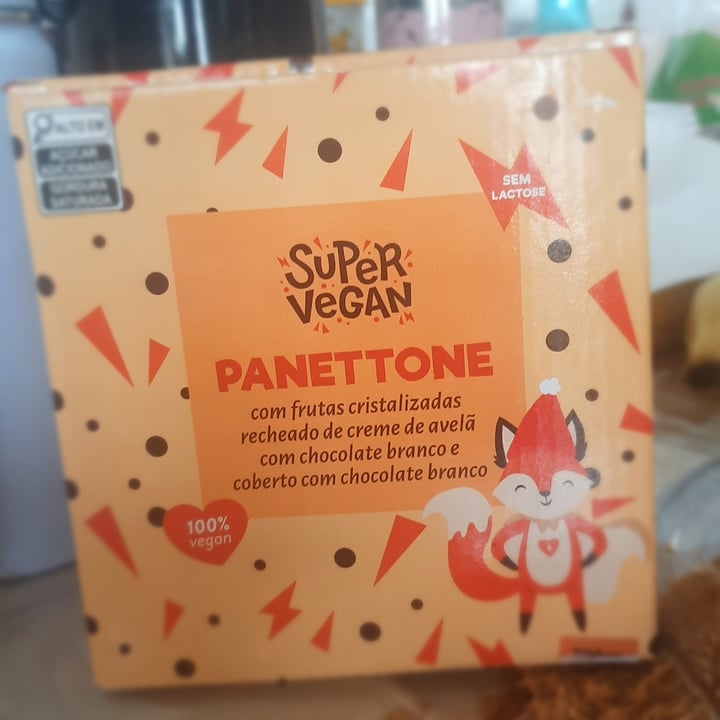 ALTO EM
AÇÚCAR
ADICIONADO
GORDURA
SATURADA
SEM
LACTOSE
SUPER
VEGAN
PANETTONE
com frutas cristalizadas
recheado de creme de avelã
com chocolate branco e
coberto com chocolate branco
100%
vegan